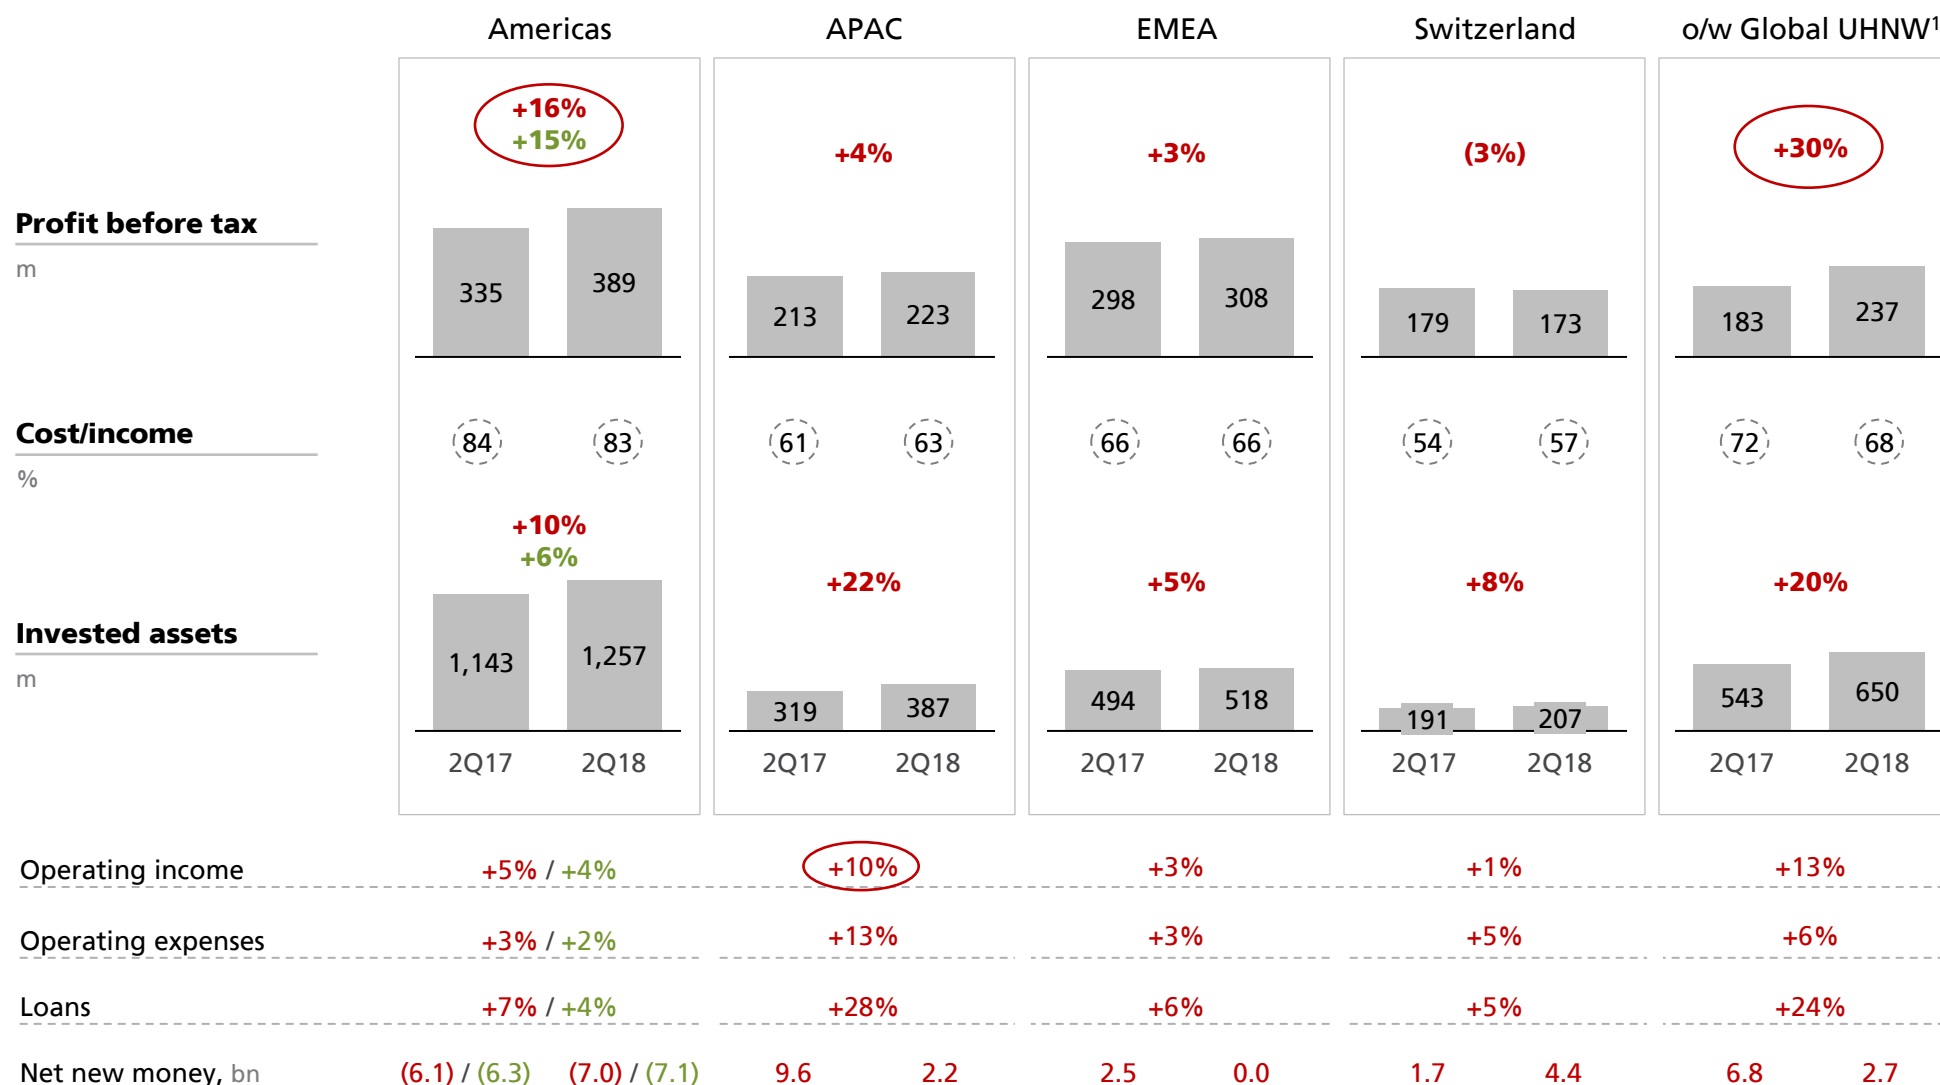 Americas APAC EMEA Switzerland o/w Global UHNW¹
+16%
+15%
+4% +3% (3%) +30%
Profit before tax
m
335 389 213 223 298 308 179 173 183 237
Cost/income
%
84 83 61 63 66 66 54 57 72 68
+10%
+6%
+22% +5% +8% +20%
Invested assets
m
1,143 1,257 319 387 494 518 191 207 543 650
2Q17 2Q18 2Q17 2Q18 2Q17 2Q18 2Q17 2Q18 2Q17 2Q18
Operating income +5% / +4% +10% +3% +1% +13%
Operating expenses +3% / +2% +13% +3% +5% +6%
Loans +7% / +4% +28% +6% +5% +24%
Net new money, bn (6.1) / (6.3) (7.0) / (7.1) 9.6 2.2 2.5 0.0 1.7 4.4 6.8 2.7